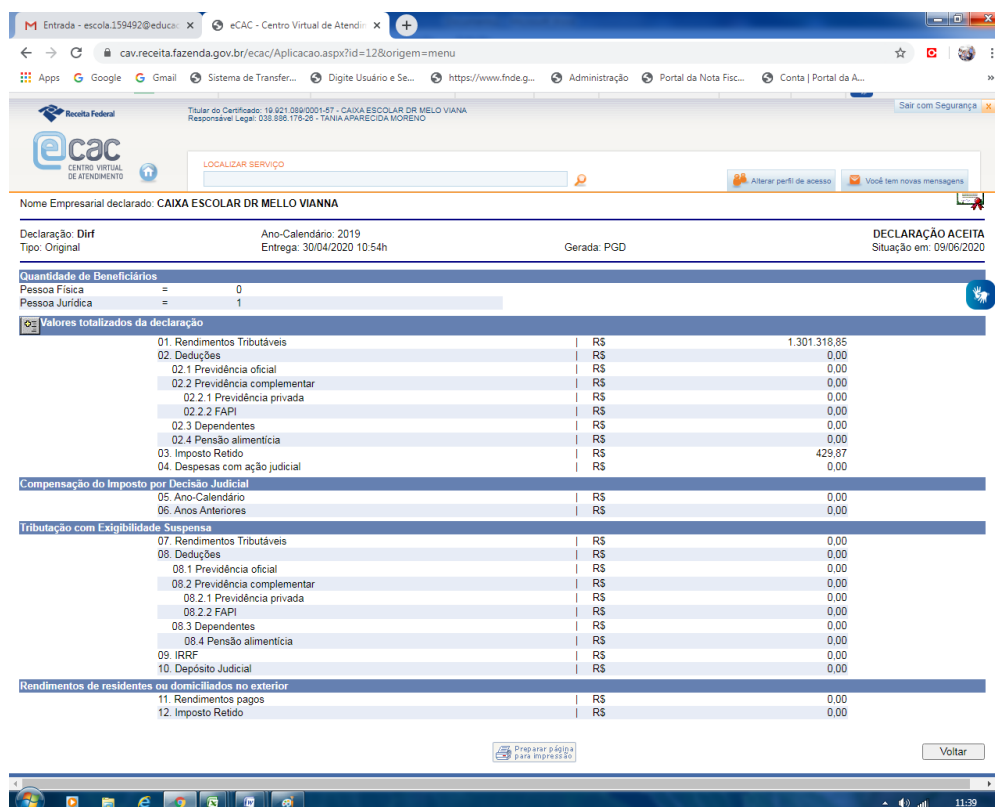 Entrada - escola.159492@educac
eCAC - Centro Virtual de Atendim
cav.receita.fazenda.gov.br/ecac/Aplicacao.aspx?id=12&origem=menu
Apps Google Gmail Sistema de Transfer... Digite Usuário e Se... https://www.fnde.g... Administração Portal da Nota Fisc... Conta | Portal da A... »
Receita Federal
Titular do Certificado: 19.921.089/0001-57 - CAIXA ESCOLAR DR MELO VIANA
Responsável Legal: 038.886.176-26 - TANIA APARECIDA MORENO
Sair com Segurança x
ecac
CENTRO VIRTUAL
DE ATENDIMENTO
LOCALIZAR SERVIÇO
Alterar perfil de acesso
Você tem novas mensagens
Nome Empresarial declarado: CAIXA ESCOLAR DR MELLO VIANNA
Declaração: Dirf Ano-Calendário: 2019 DECLARAÇÃO ACEITA
Tipo: Original Entrega: 30/04/2020 10:54h Gerada: PGD Situação em: 09/06/2020
Quantidade de Beneficiários
Pessoa Física = 0
Pessoa Jurídica = 1
Valores totalizados da declaração
01. Rendimentos Tributáveis | R$ 1.301.318,85
02. Deduções | R$ 0,00
02.1 Previdência oficial | R$ 0,00
02.2 Previdência complementar | R$ 0,00
02.2.1 Previdência privada | R$ 0,00
02.2.2 FAPI | R$ 0,00
02.3 Dependentes | R$ 0,00
02.4 Pensão alimentícia | R$ 0,00
03. Imposto Retido | R$ 429,87
04. Despesas com ação judicial | R$ 0,00
Compensação do Imposto por Decisão Judicial
05. Ano-Calendário | R$ 0,00
06. Anos Anteriores | R$ 0,00
Tributação com Exigibilidade Suspensa
07. Rendimentos Tributáveis | R$ 0,00
08. Deduções | R$ 0,00
08.1 Previdência oficial | R$ 0,00
08.2 Previdência complementar | R$ 0,00
08.2.1 Previdência privada | R$ 0,00
08.2.2 FAPI | R$ 0,00
08.3 Dependentes | R$ 0,00
08.4 Pensão alimentícia | R$ 0,00
09. IRRF | R$ 0,00
10. Depósito Judicial | R$ 0,00
Rendimentos de residentes ou domiciliados no exterior
11. Rendimentos pagos | R$ 0,00
12. Imposto Retido | R$ 0,00
Preparar página
para impressão
Voltar
11:39